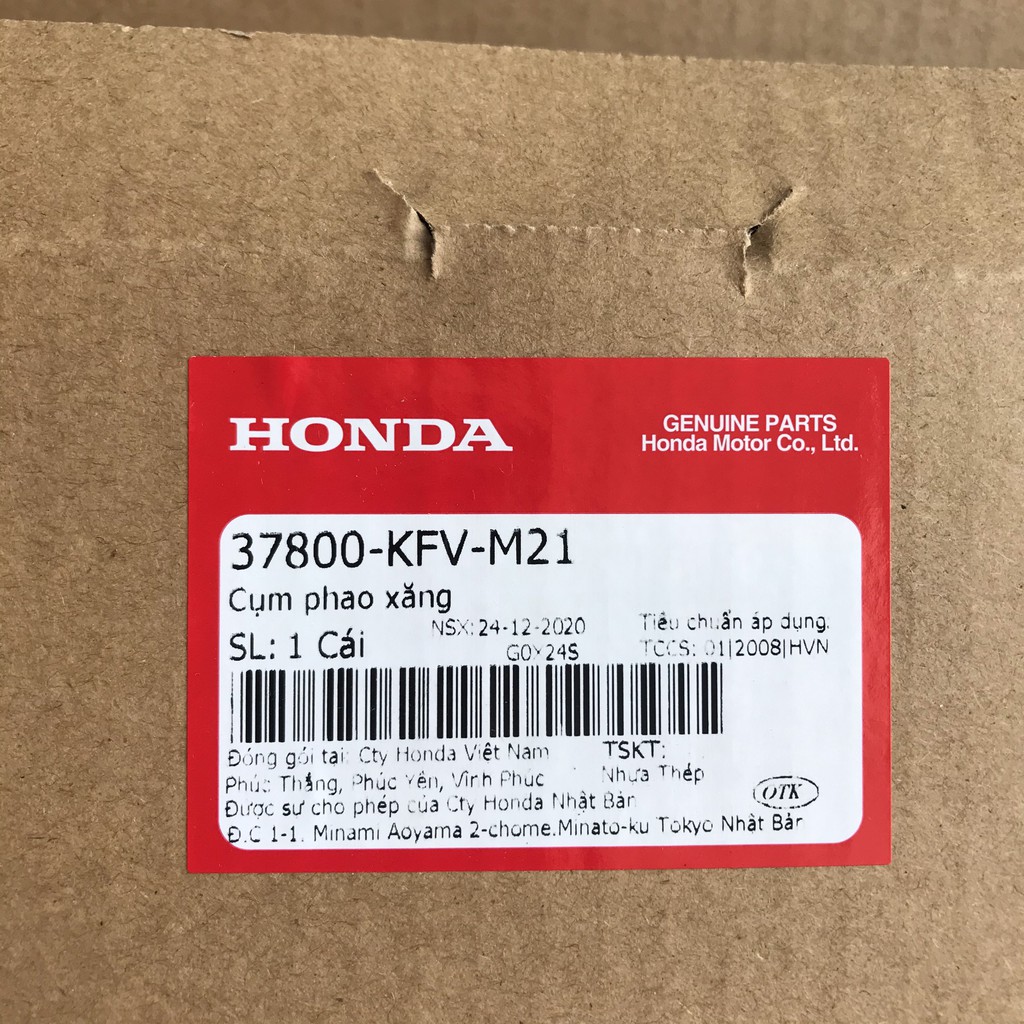 HONDA
GENUINE PARTS
Honda Motor Co., Ltd.
37800-KFV-M21
Cụm phao xăng
SL: 1 Cái
NSX: 24-12-2020
G0Y24S
Tiêu chuẩn áp dụng:
TCCS: 01|2008|HVN
Đóng gói tại: Cty Honda Việt Nam
Phúc Thắng, Phúc Yên, Vĩnh Phúc
Được sự cho phép của Cty Honda Nhật Bản
Đ.C 1-1, Minami Aoyama 2-chome.Minato-ku Tokyo Nhật Bản
TSKT:
Nhựa Thép
OTK